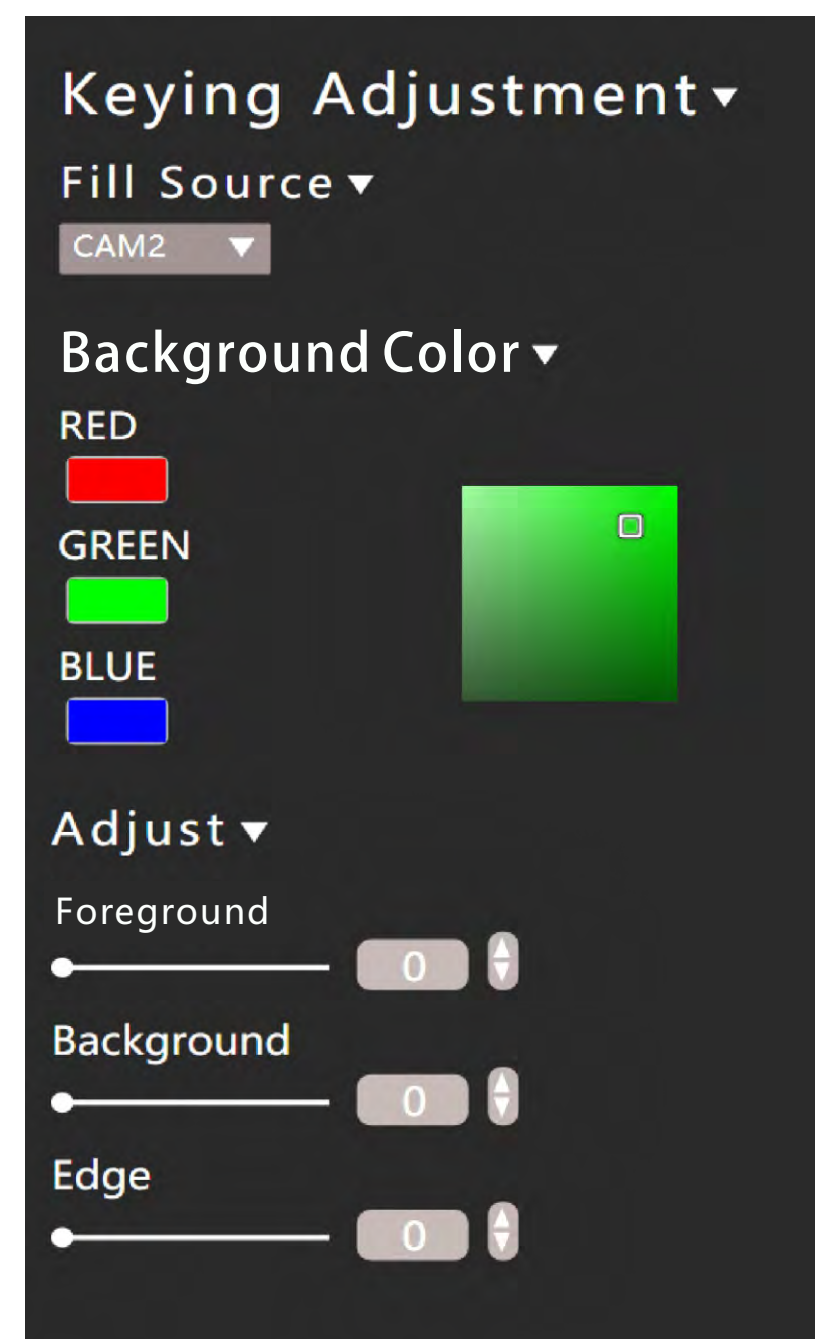 Keying Adjustment
Fill Source
CAM2
Background Color
RED
GREEN
BLUE
Adjust
Foreground
0
Background
0
Edge
0